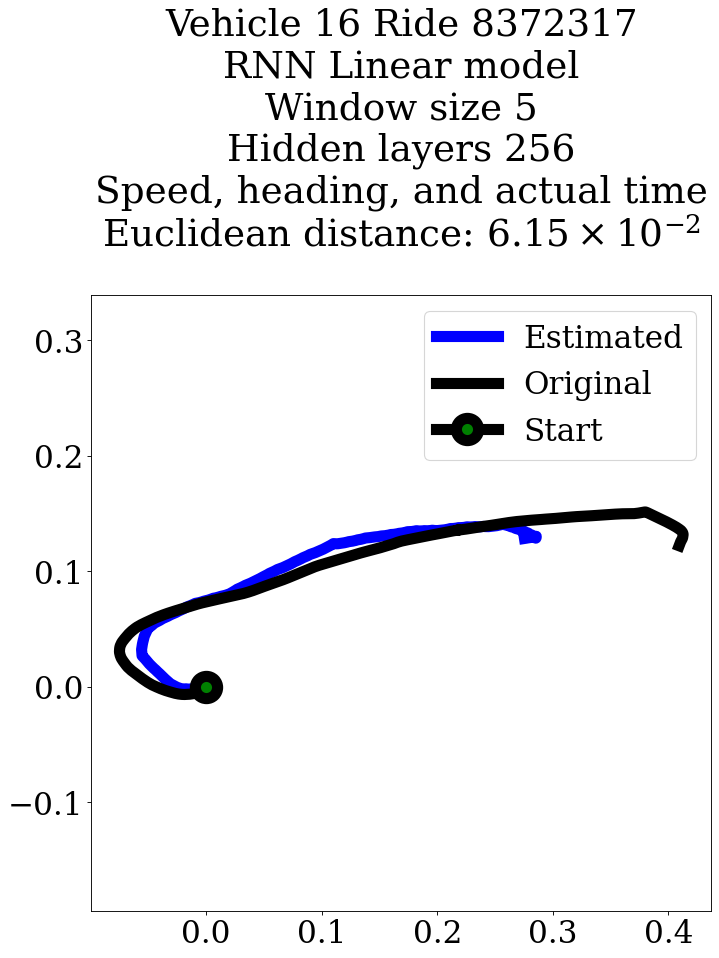 Vehicle 16 Ride 8372317
RNN Linear model
Window size 5
Hidden layers 256
Speed, heading, and actual time
Euclidean distance: 6.15 × 10⁻²
Estimated
Original
Start
0.3
0.2
0.1
0.0
−0.1
0.0 0.1 0.2 0.3 0.4